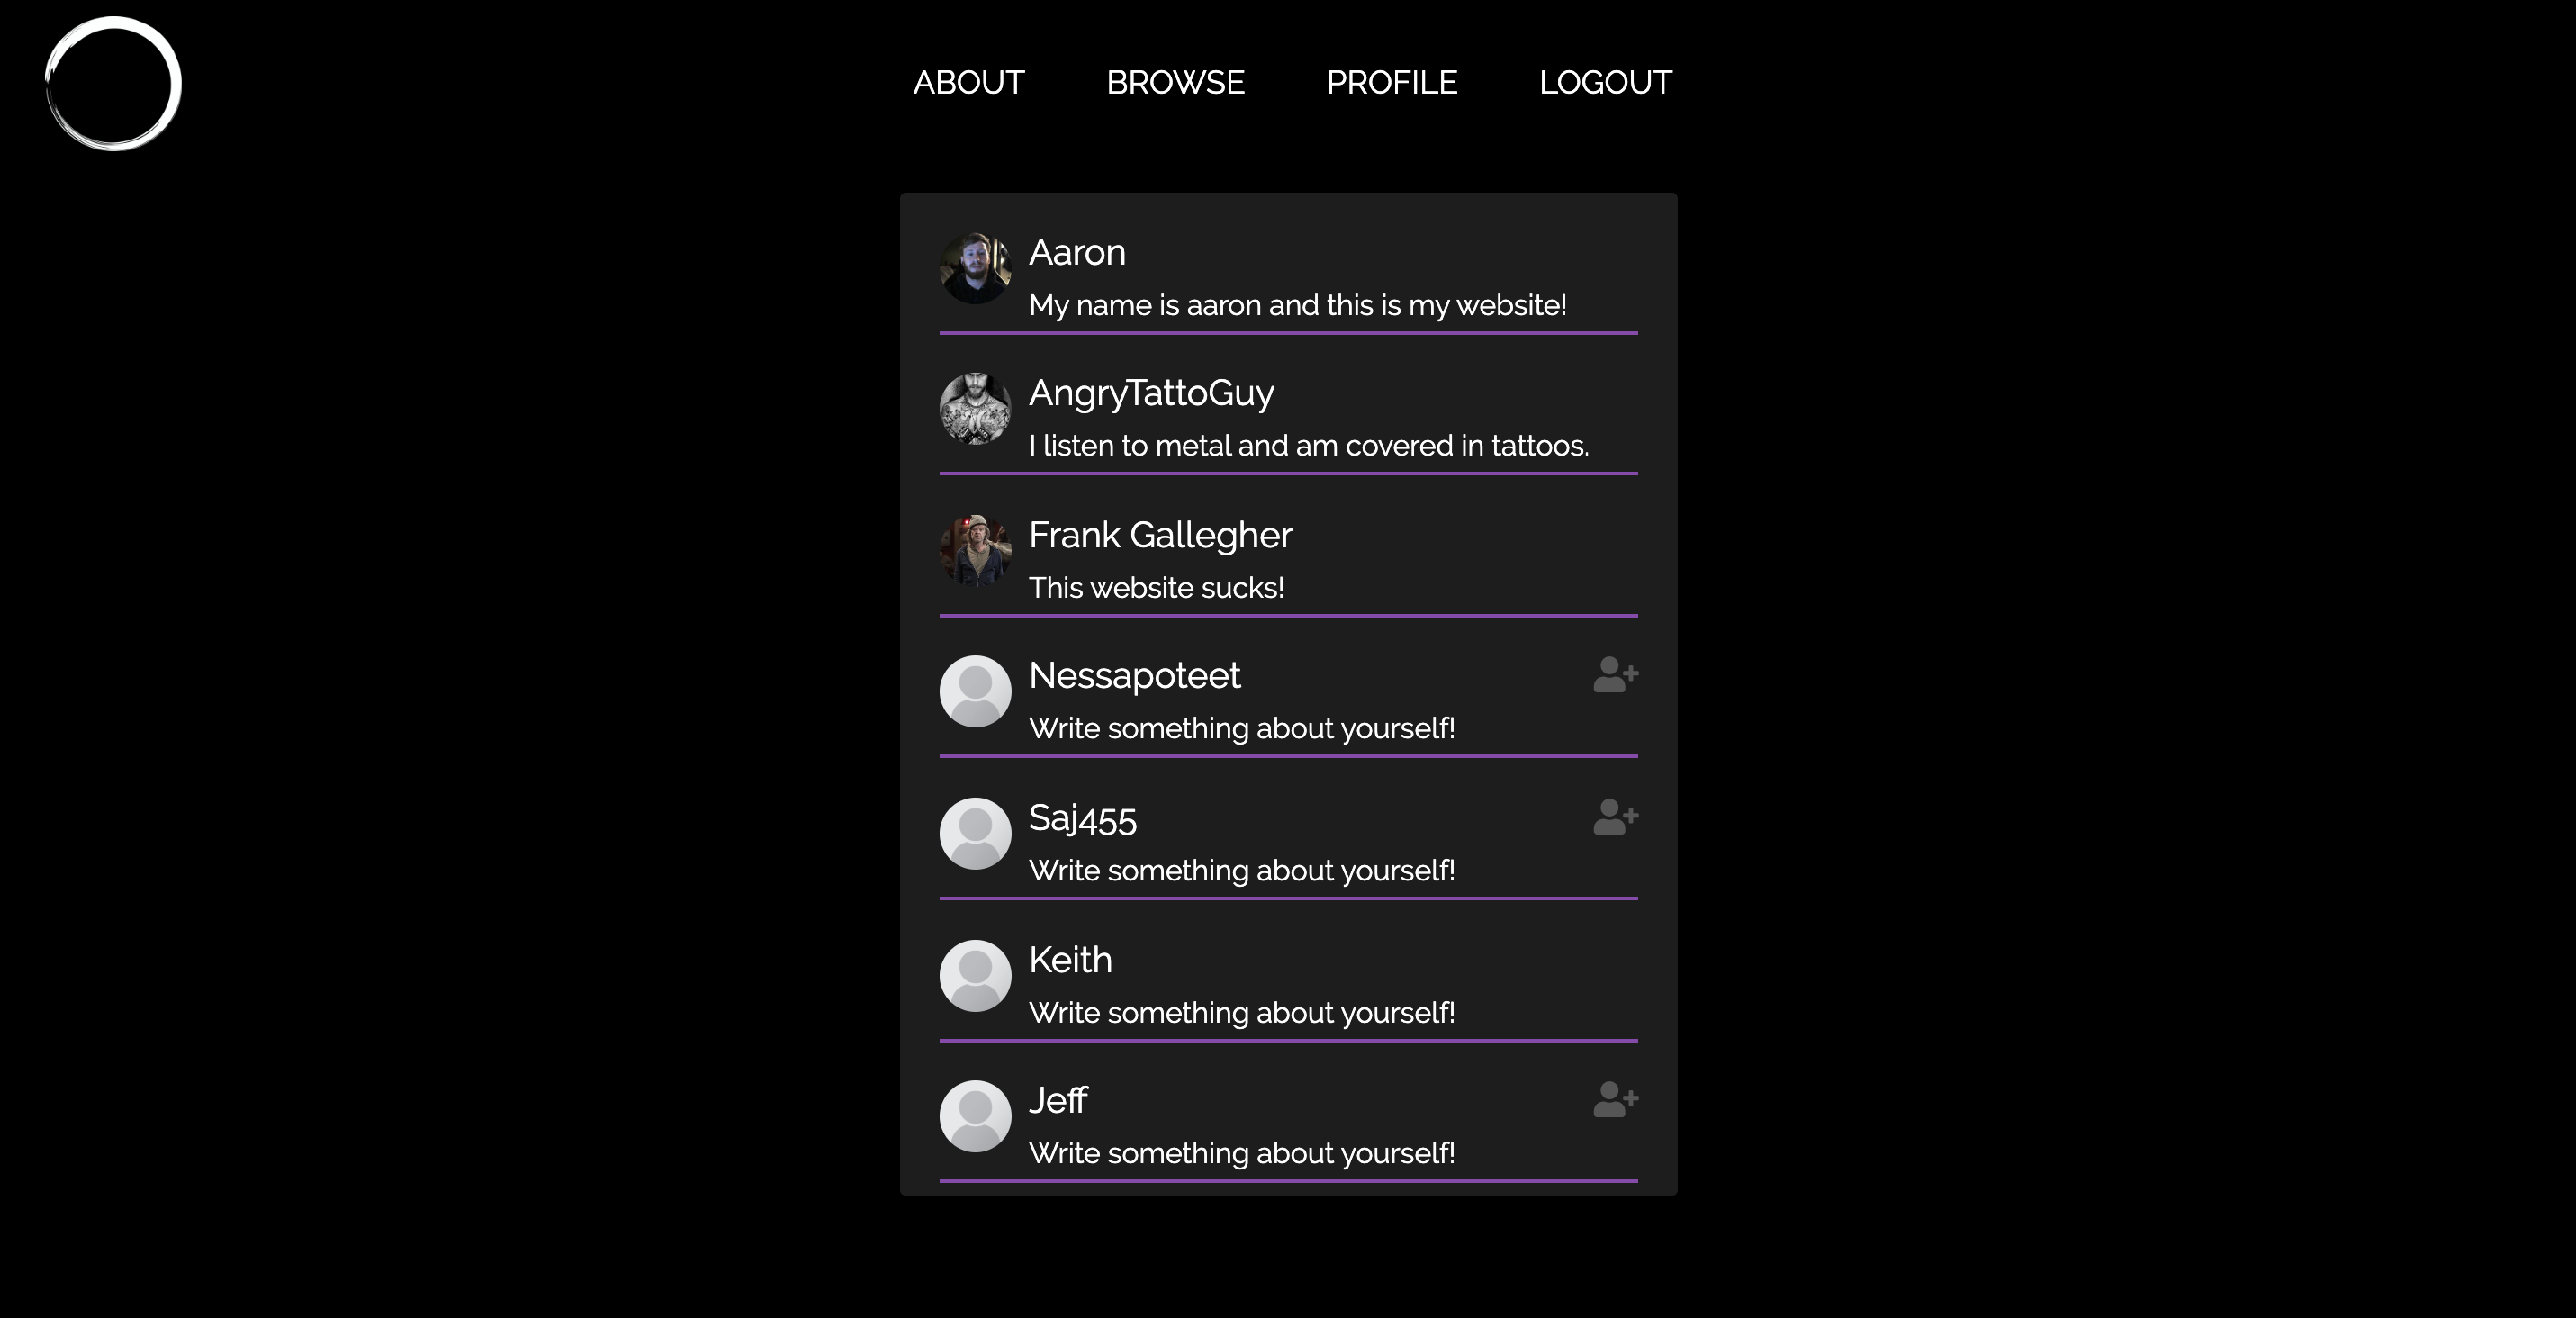 ABOUT BROWSE PROFILE LOGOUT
Aaron
My name is aaron and this is my website!
AngryTattoGuy
I listen to metal and am covered in tattoos.
Frank Gallegher
This website sucks!
Nessapoteet
Write something about yourself!
Saj455
Write something about yourself!
Keith
Write something about yourself!
Jeff
Write something about yourself!